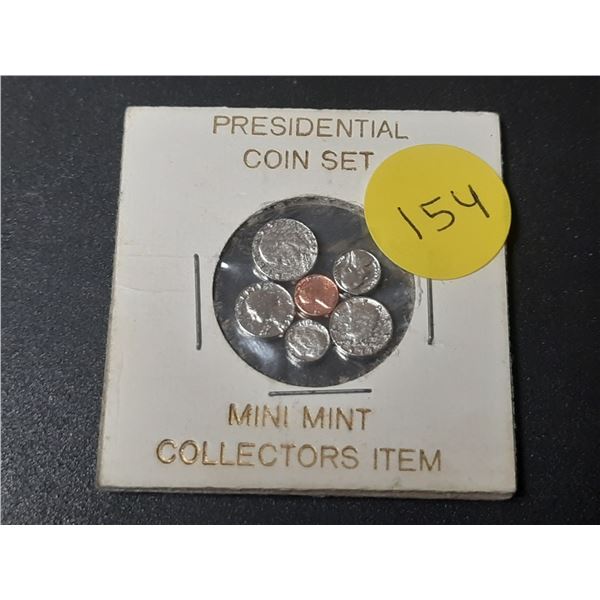 PRESIDENTIAL
COIN SET
154
MINI MINT
COLLECTORS ITEM